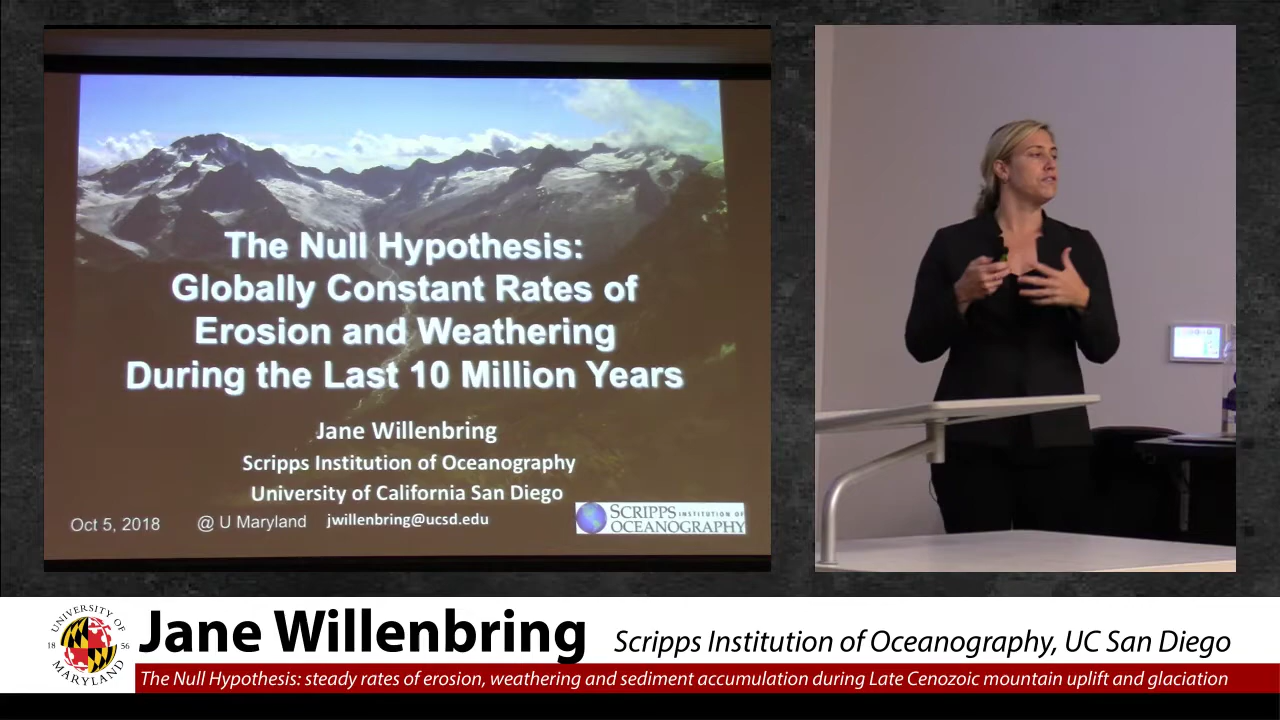 The Null Hypothesis:
Globally Constant Rates of
Erosion and Weathering
During the Last 10 Million Years
Jane Willenbring
Scripps Institution of Oceanography
University of California San Diego
Oct 5, 2018 @ U Maryland jwillenbring@ucsd.edu
SCRIPPS INSTITUTION OF
OCEANOGRAPHY
UNIVERSITY OF
18 56
MARYLAND
Jane Willenbring Scripps Institution of Oceanography, UC San Diego
The Null Hypothesis: steady rates of erosion, weathering and sediment accumulation during Late Cenozoic mountain uplift and glaciation